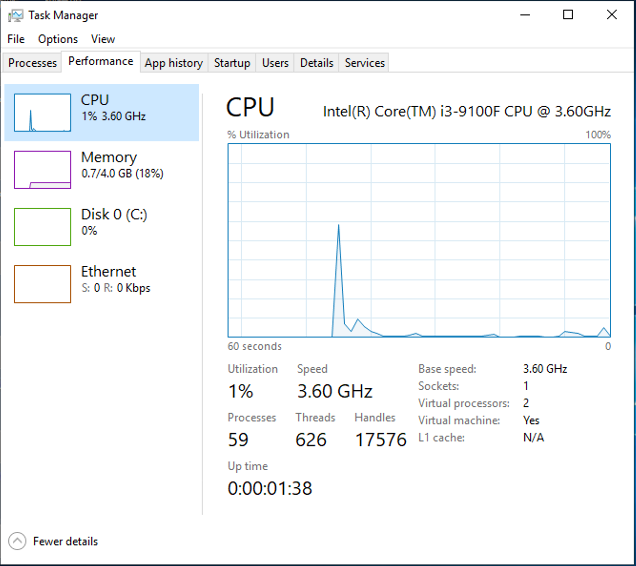 Task Manager
File Options View
Processes Performance App history Startup Users Details Services
CPU
1% 3.60 GHz
Memory
0.7/4.0 GB (18%)
Disk 0 (C:)
0%
Ethernet
S: 0 R: 0 Kbps
CPU Intel(R) Core(TM) i3-9100F CPU @ 3.60GHz
% Utilization 100%
60 seconds 0
Utilization Speed
1% 3.60 GHz
Processes Threads Handles
59 626 17576
Up time
0:00:01:38
Base speed: 3.60 GHz
Sockets: 1
Virtual processors: 2
Virtual machine: Yes
L1 cache: N/A
Fewer details